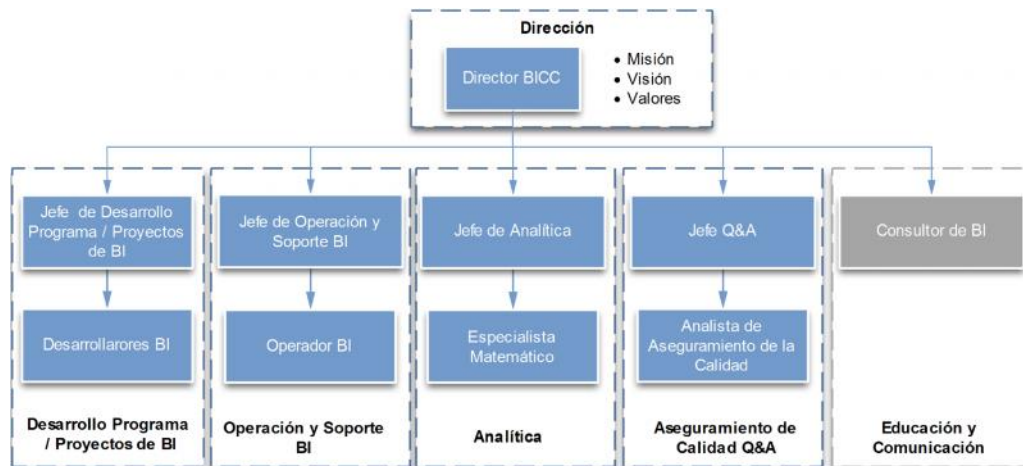 Dirección
Director BICC
• Misión
• Visión
• Valores
Jefe de Desarrollo
Programa / Proyectos
de BI
Jefe de Operación y
Soporte BI
Jefe de Analítica
Jefe Q&A
Consultor de BI
Desarrollarores BI
Operador BI
Especialista
Matemático
Analista de
Aseguramiento de la
Calidad
Desarrollo Programa
/ Proyectos de BI
Operación y Soporte
BI
Analítica
Aseguramiento de
Calidad Q&A
Educación y
Comunicación